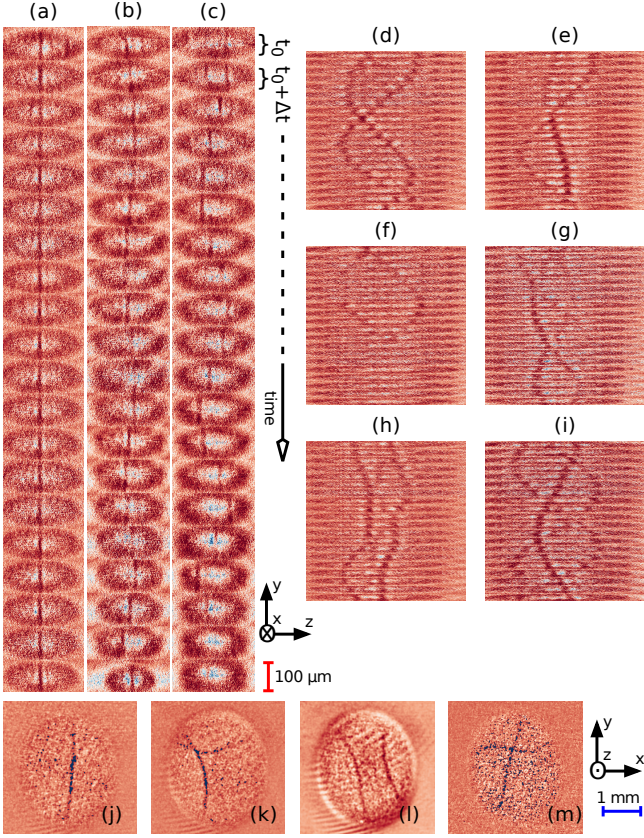 (a) (b) (c)
t₀
t₀+Δt
time
(d) (e)
(f) (g)
(h) (i)
y
x z
100 µm
(j) (k) (l) (m)
y
z x
1 mm